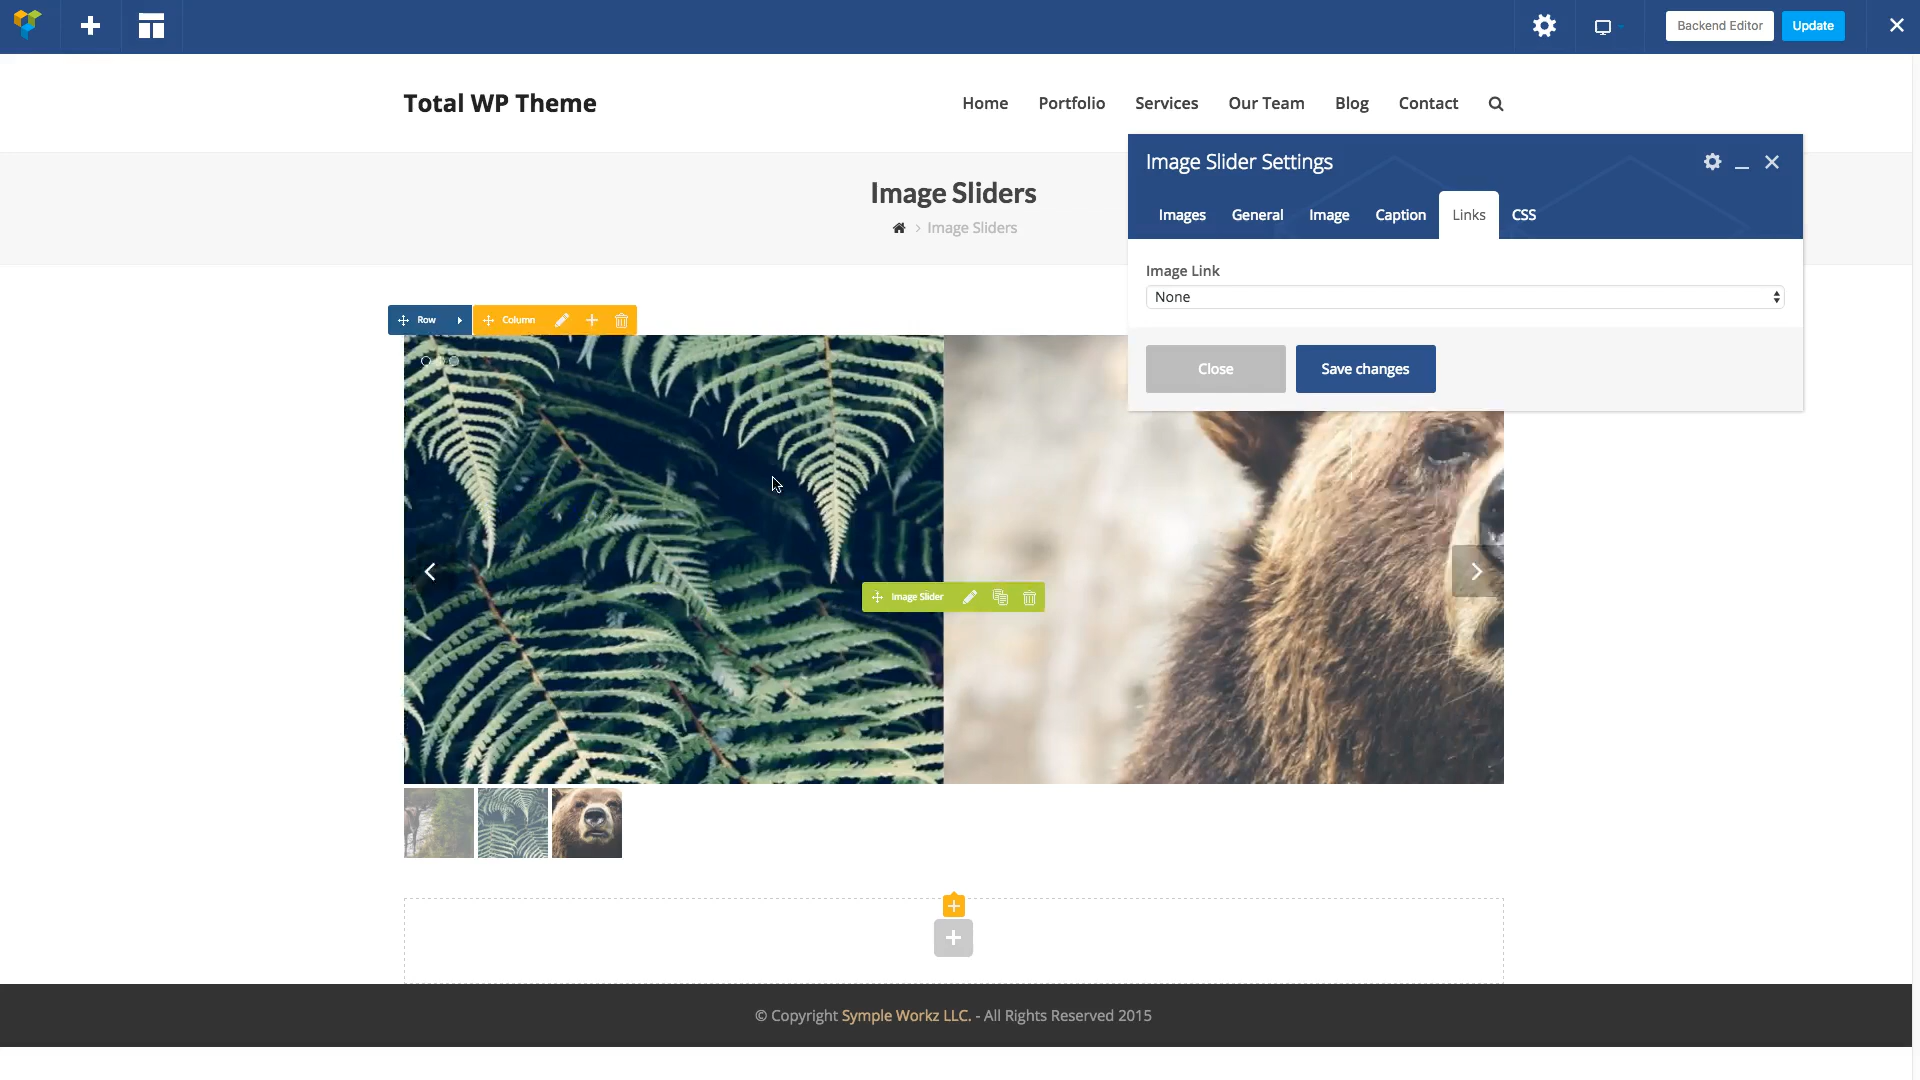 Backend Editor
Update
Total WP Theme
Home
Portfolio
Services
Our Team
Blog
Contact
Image Slider Settings
Images
General
Image
Caption
Links
CSS
Image Sliders
Image Sliders
Image Link
None
Close
Save changes
Row
Column
Image Slider
© Copyright Symple Workz LLC. - All Rights Reserved 2015